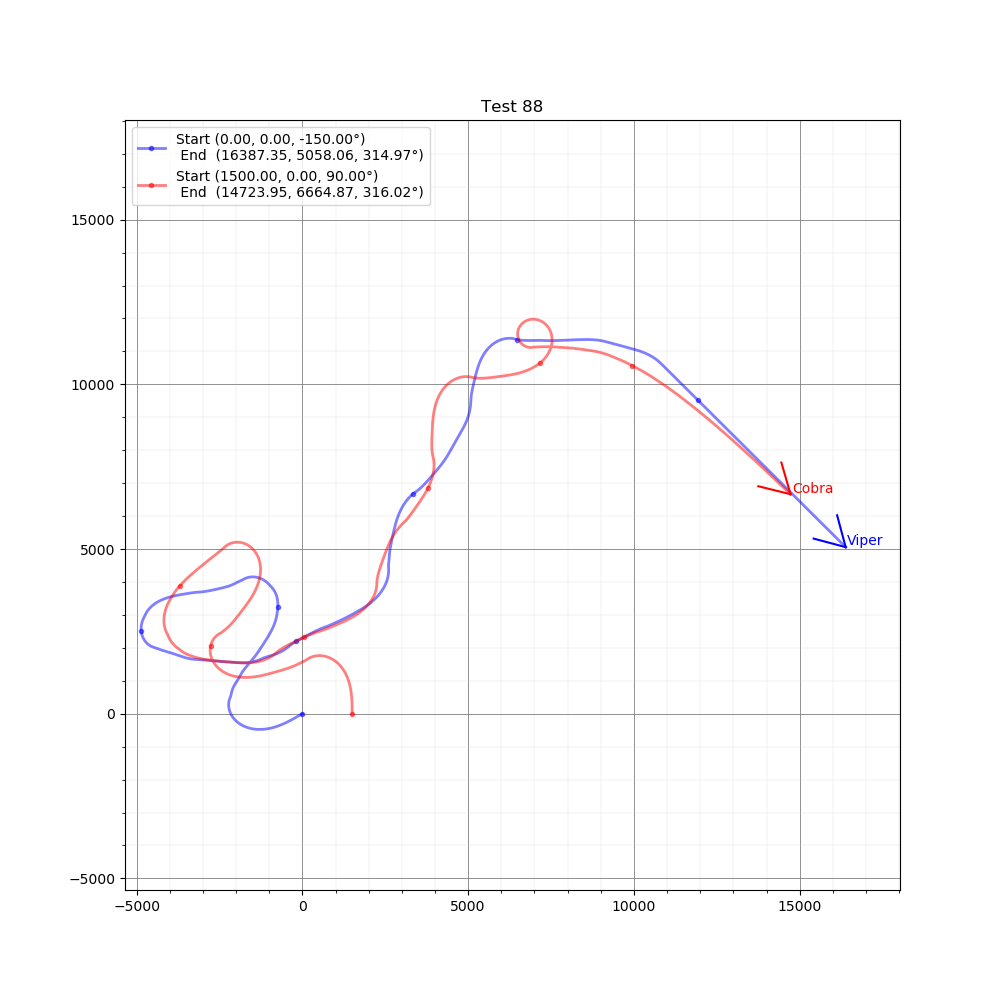 Test 88
Start (0.00, 0.00, -150.00°)
End  (16387.35, 5058.06, 314.97°)
Start (1500.00, 0.00, 90.00°)
End  (14723.95, 6664.87, 316.02°)
15000
10000
Cobra
Viper
5000
0
−5000
−5000
0
5000
10000
15000